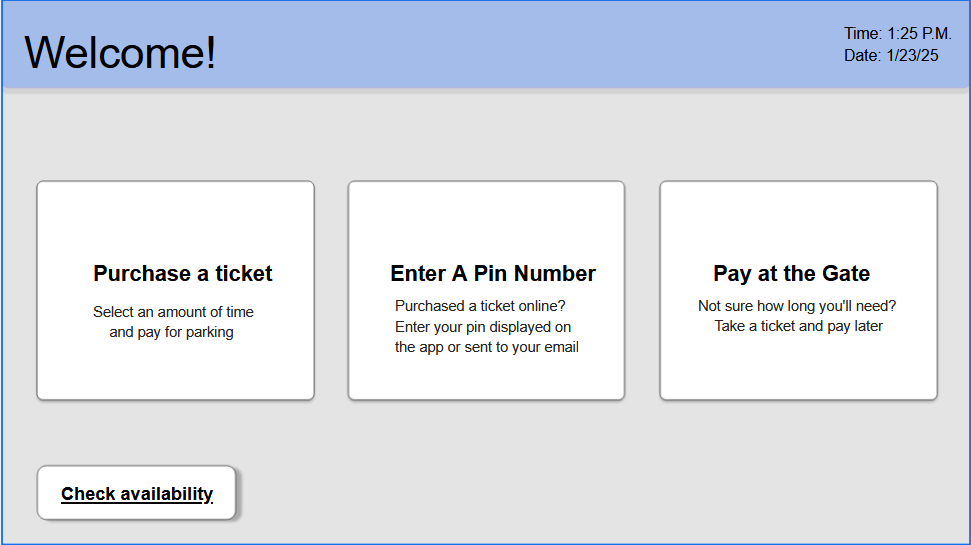 Welcome!
Time: 1:25 P.M.
Date: 1/23/25
Purchase a ticket
Select an amount of time
and pay for parking
Enter A Pin Number
Purchased a ticket online?
Enter your pin displayed on
the app or sent to your email
Pay at the Gate
Not sure how long you'll need?
Take a ticket and pay later
Check availability